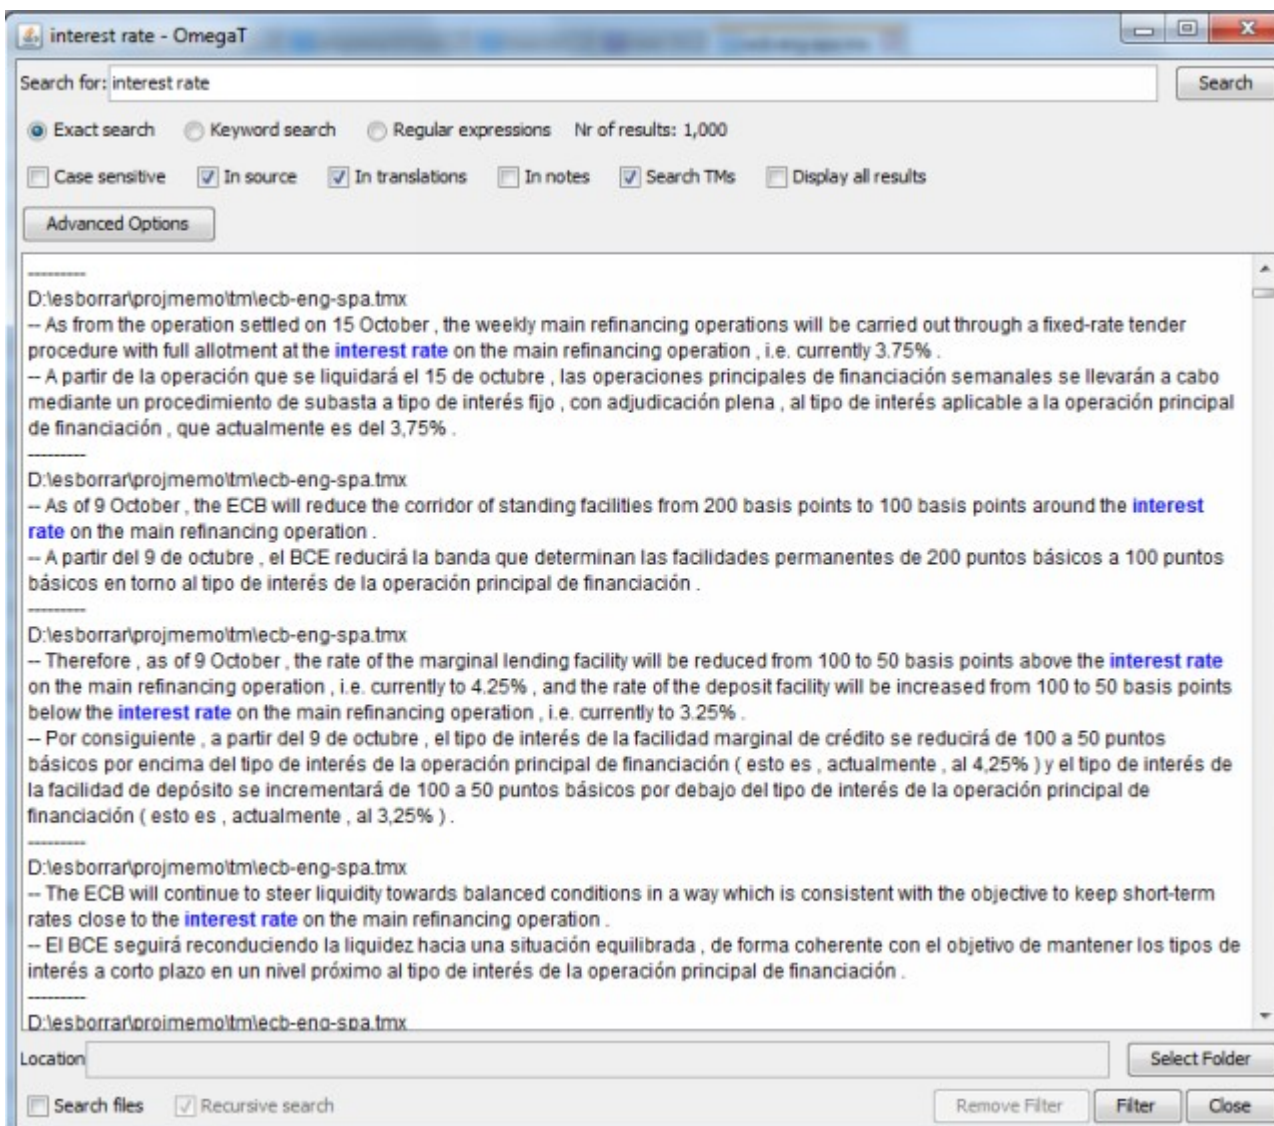 interest rate - OmegaT
Search for: interest rate Search
Exact search Keyword search Regular expressions Nr of results: 1,000
Case sensitive In source In translations In notes Search TMs Display all results
Advanced Options
---------
D:\esborrar\projmemo\tm\ecb-eng-spa.tmx
-- As from the operation settled on 15 October , the weekly main refinancing operations will be carried out through a fixed-rate tender
procedure with full allotment at the interest rate on the main refinancing operation , i.e. currently 3.75% .
-- A partir de la operación que se liquidará el 15 de octubre , las operaciones principales de financiación semanales se llevarán a cabo
mediante un procedimiento de subasta a tipo de interés fijo , con adjudicación plena , al tipo de interés aplicable a la operación principal
de financiación , que actualmente es del 3,75% .
---------
D:\esborrar\projmemo\tm\ecb-eng-spa.tmx
-- As of 9 October , the ECB will reduce the corridor of standing facilities from 200 basis points to 100 basis points around the interest
rate on the main refinancing operation .
-- A partir del 9 de octubre , el BCE reducirá la banda que determinan las facilidades permanentes de 200 puntos básicos a 100 puntos
básicos en torno al tipo de interés de la operación principal de financiación .
---------
D:\esborrar\projmemo\tm\ecb-eng-spa.tmx
-- Therefore , as of 9 October , the rate of the marginal lending facility will be reduced from 100 to 50 basis points above the interest rate
on the main refinancing operation , i.e. currently to 4.25% , and the rate of the deposit facility will be increased from 100 to 50 basis points
below the interest rate on the main refinancing operation , i.e. currently to 3.25% .
-- Por consiguiente , a partir del 9 de octubre , el tipo de interés de la facilidad marginal de crédito se reducirá de 100 a 50 puntos
básicos por encima del tipo de interés de la operación principal de financiación ( esto es , actualmente , al 4,25% ) y el tipo de interés de
la facilidad de depósito se incrementará de 100 a 50 puntos básicos por debajo del tipo de interés de la operación principal de
financiación ( esto es , actualmente , al 3,25% ) .
---------
D:\esborrar\projmemo\tm\ecb-eng-spa.tmx
-- The ECB will continue to steer liquidity towards balanced conditions in a way which is consistent with the objective to keep short-term
rates close to the interest rate on the main refinancing operation .
-- El BCE seguirá reconduciendo la liquidez hacia una situación equilibrada , de forma coherente con el objetivo de mantener los tipos de
interés a corto plazo en un nivel próximo al tipo de interés de la operación principal de financiación .
---------
D:\esborrar\projmemo\tm\ecb-eng-spa.tmx
Location Select Folder
Search files Recursive search Remove Filter Filter Close